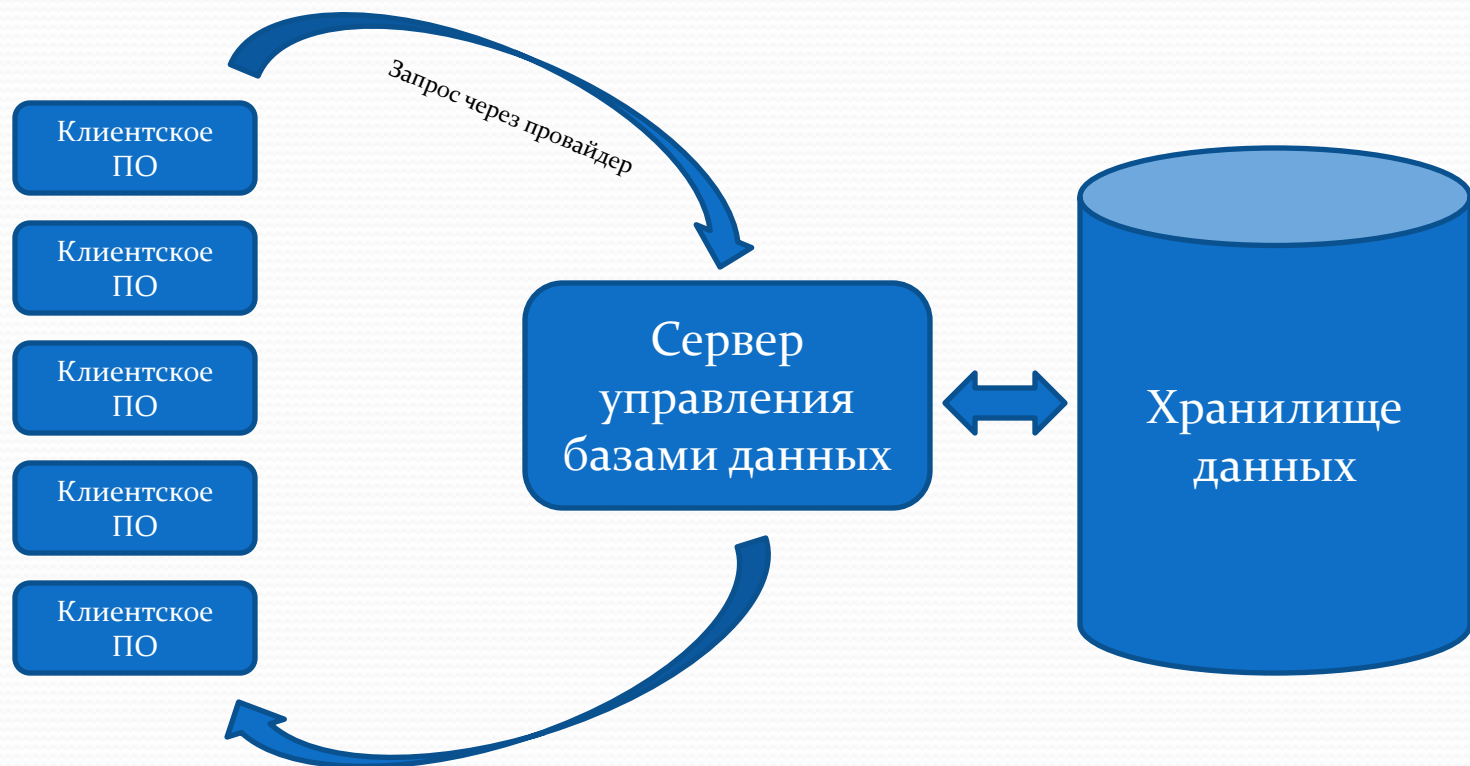 Запрос через провайдер
Клиентское
ПО
Клиентское
ПО
Клиентское
ПО
Клиентское
ПО
Клиентское
ПО
Сервер
управления
базами данных
Хранилище
данных